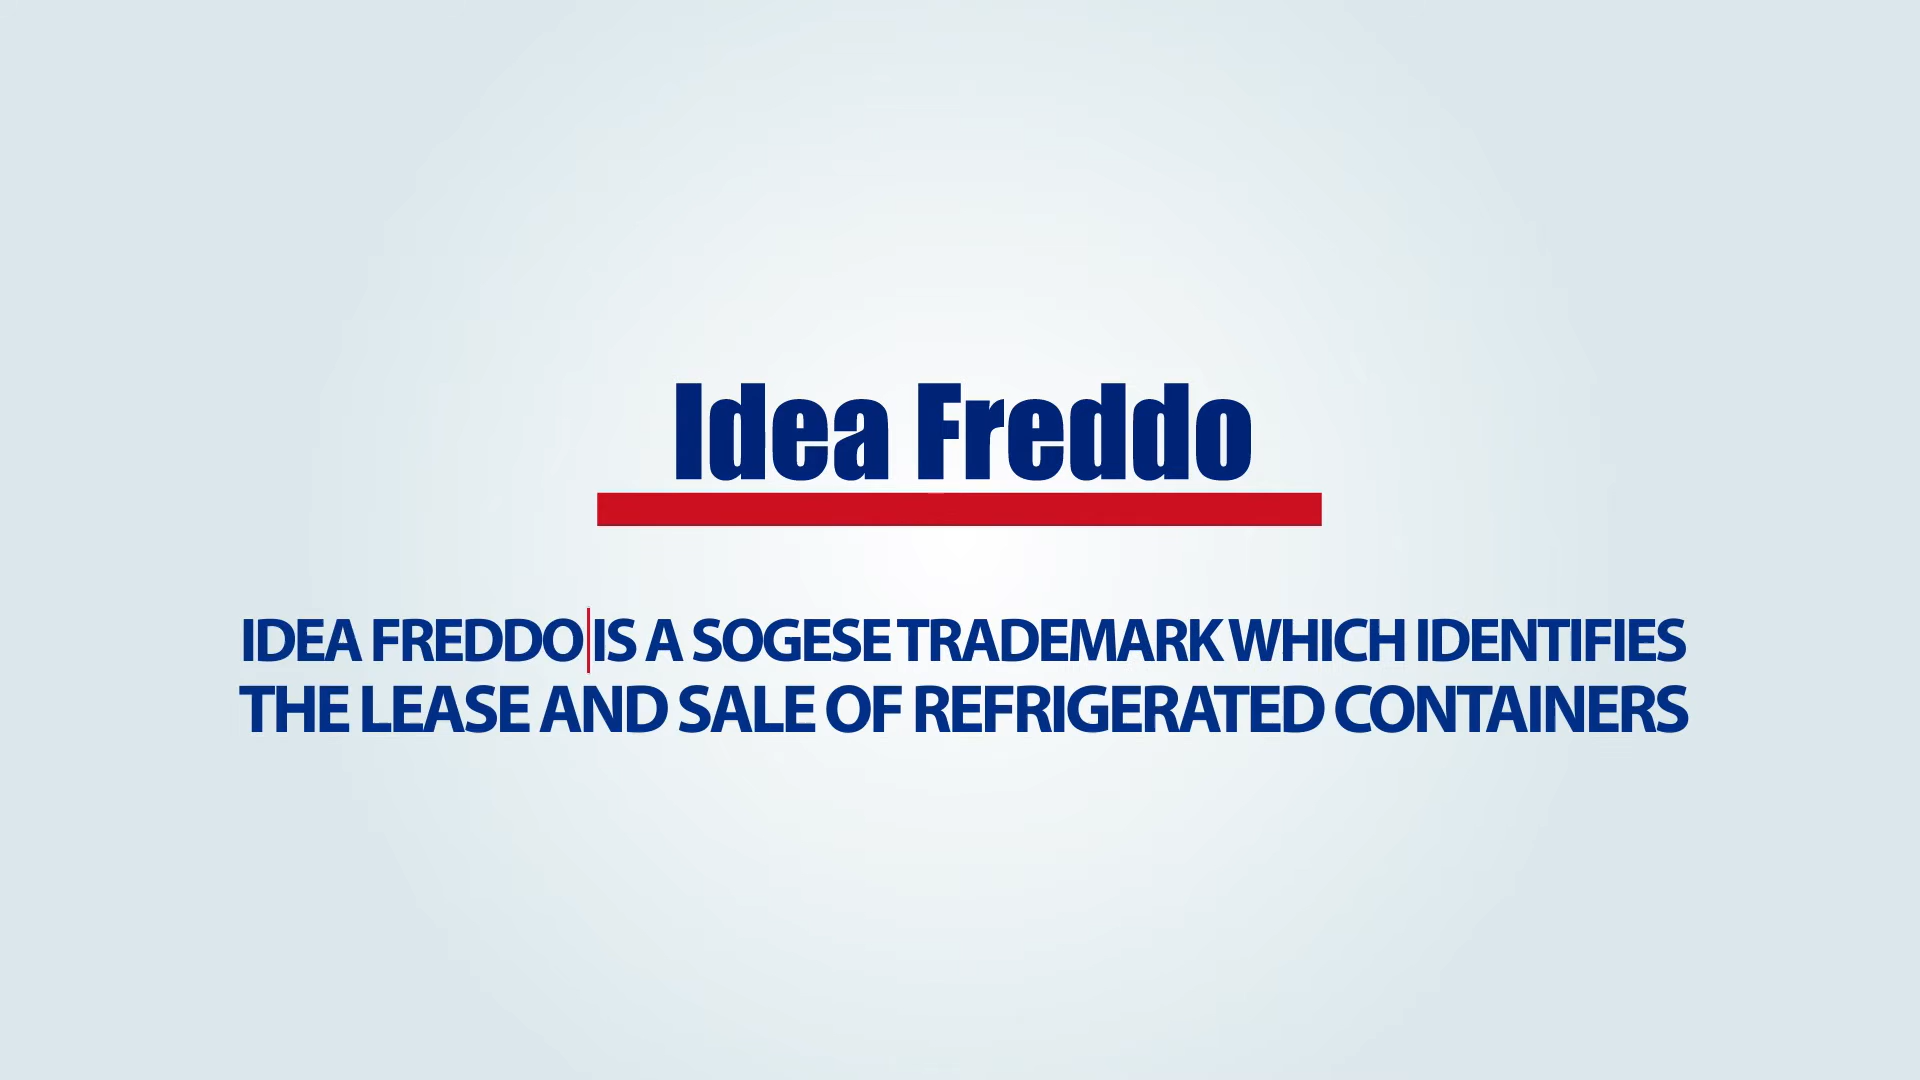 Idea Freddo
IDEA FREDDO IS A SOGESE TRADEMARK WHICH IDENTIFIES
THE LEASE AND SALE OF REFRIGERATED CONTAINERS